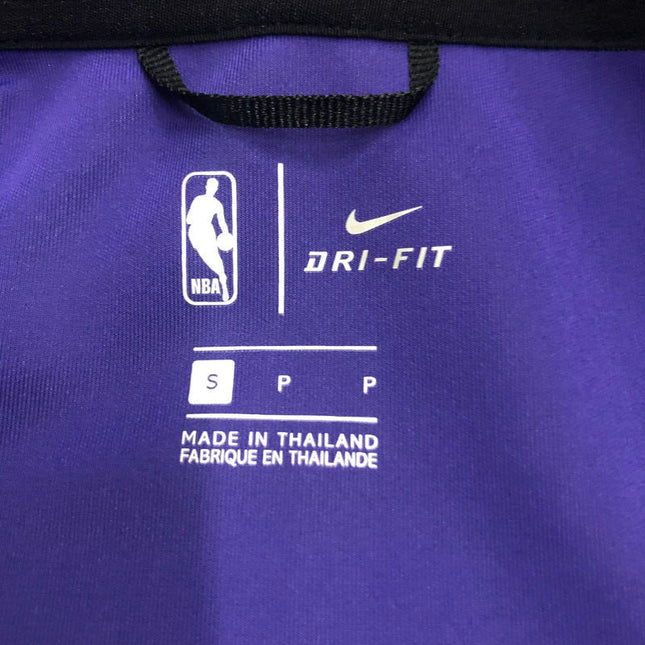 NBA
DRI-FIT
S P P
MADE IN THAILAND
FABRIQUE EN THAILANDE